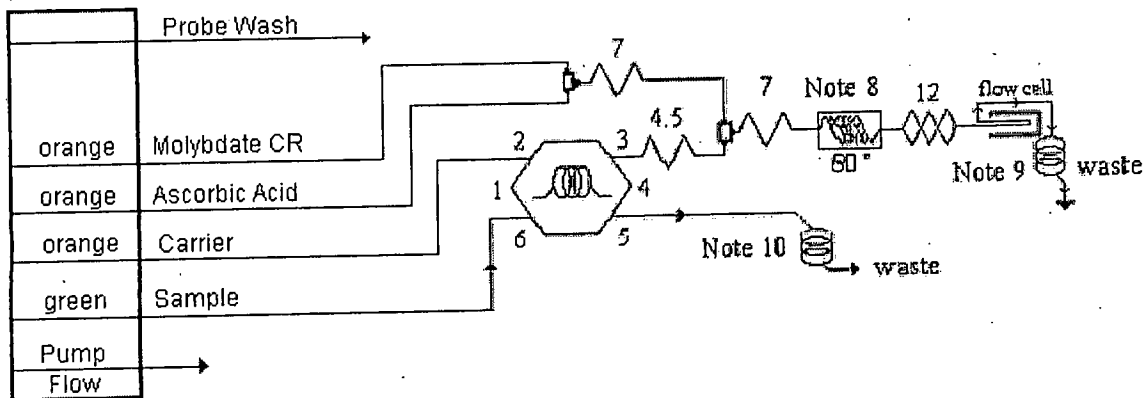 Probe Wash
7
7
Note 8
12
flow cell
orange Molybdate CR
2
3
4.5
60 °
Note 9
waste
orange Ascorbic Acid
1
4
orange Carrier
6
5
Note 10
waste
green Sample
Pump
Flow